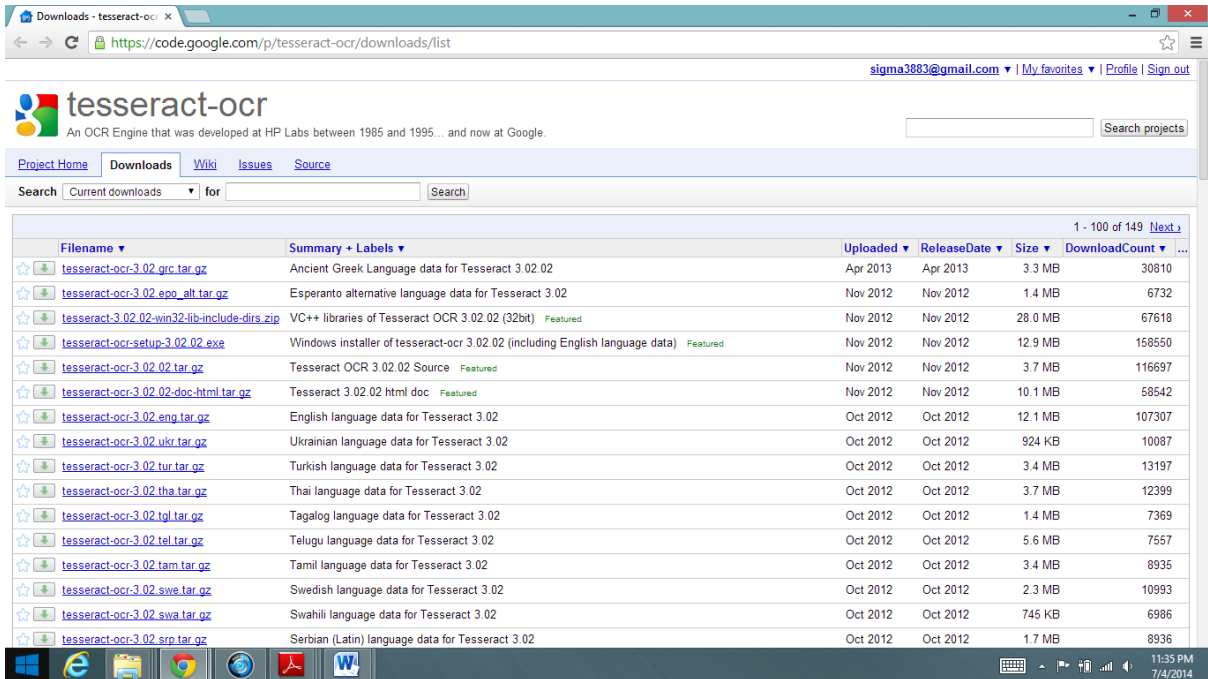 Downloads - tesseract-ocr
https://code.google.com/p/tesseract-ocr/downloads/list
sigma3883@gmail.com ▼ | My favorites ▼ | Profile | Sign out
tesseract-ocr
An OCR Engine that was developed at HP Labs between 1985 and 1995... and now at Google.
Search projects
Project Home Downloads Wiki Issues Source
Search Current downloads for Search
1 - 100 of 149 Next ›
Filename ▼ Summary + Labels ▼ Uploaded ▼ ReleaseDate ▼ Size ▼ DownloadCount ▼ ...
tesseract-ocr-3.02.grc.tar.gz Ancient Greek Language data for Tesseract 3.02.02 Apr 2013 Apr 2013 3.3 MB 30810
tesseract-ocr-3.02.epo_alt.tar.gz Esperanto alternative language data for Tesseract 3.02 Nov 2012 Nov 2012 1.4 MB 6732
tesseract-3.02.02-win32-lib-include-dirs.zip VC++ libraries of Tesseract OCR 3.02.02 (32bit) Featured Nov 2012 Nov 2012 28.0 MB 67618
tesseract-ocr-setup-3.02.02.exe Windows installer of tesseract-ocr 3.02.02 (including English language data) Featured Nov 2012 Nov 2012 12.9 MB 158550
tesseract-ocr-3.02.02.tar.gz Tesseract OCR 3.02.02 Source Featured Nov 2012 Nov 2012 3.7 MB 116697
tesseract-ocr-3.02.02-doc-html.tar.gz Tesseract 3.02.02 html doc Featured Nov 2012 Nov 2012 10.1 MB 58542
tesseract-ocr-3.02.eng.tar.gz English language data for Tesseract 3.02 Oct 2012 Oct 2012 12.1 MB 107307
tesseract-ocr-3.02.ukr.tar.gz Ukrainian language data for Tesseract 3.02 Oct 2012 Oct 2012 924 KB 10087
tesseract-ocr-3.02.tur.tar.gz Turkish language data for Tesseract 3.02 Oct 2012 Oct 2012 3.4 MB 13197
tesseract-ocr-3.02.tha.tar.gz Thai language data for Tesseract 3.02 Oct 2012 Oct 2012 3.7 MB 12399
tesseract-ocr-3.02.tgl.tar.gz Tagalog language data for Tesseract 3.02 Oct 2012 Oct 2012 1.4 MB 7369
tesseract-ocr-3.02.tel.tar.gz Telugu language data for Tesseract 3.02 Oct 2012 Oct 2012 5.6 MB 7557
tesseract-ocr-3.02.tam.tar.gz Tamil language data for Tesseract 3.02 Oct 2012 Oct 2012 3.4 MB 8935
tesseract-ocr-3.02.swe.tar.gz Swedish language data for Tesseract 3.02 Oct 2012 Oct 2012 2.3 MB 10993
tesseract-ocr-3.02.swa.tar.gz Swahili language data for Tesseract 3.02 Oct 2012 Oct 2012 745 KB 6986
tesseract-ocr-3.02.srp.tar.gz Serbian (Latin) language data for Tesseract 3.02 Oct 2012 Oct 2012 1.7 MB 8936
11:35 PM
7/4/2014